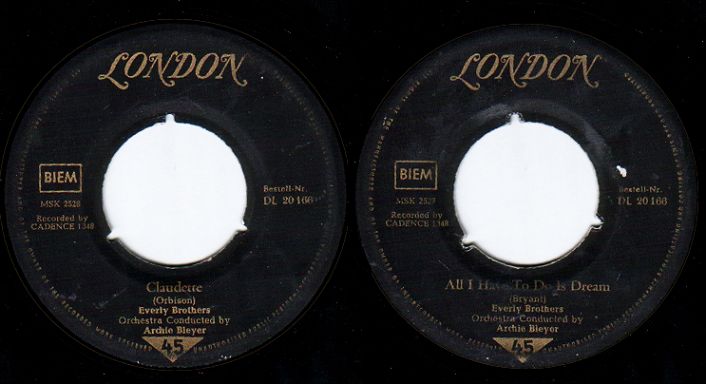 LONDON
BIEM
MSK 2528
Recorded by
CADENCE 1348
Bestell-Nr.
DL 20 166
Claudette
(Orbison)
Everly Brothers
Orchestra Conducted by
Archie Bleyer
45
LONDON
BIEM
MSK 2527
Recorded by
CADENCE 1348
Bestell-Nr.
DL 20 166
All I Have To Do Is Dream
(Bryant)
Everly Brothers
Orchestra Conducted by
Archie Bleyer
45